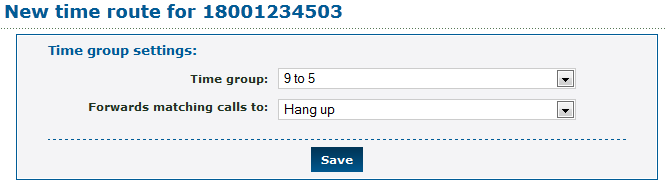 New time route for 18001234503
Time group settings:
Time group: 9 to 5
Forwards matching calls to: Hang up
Save